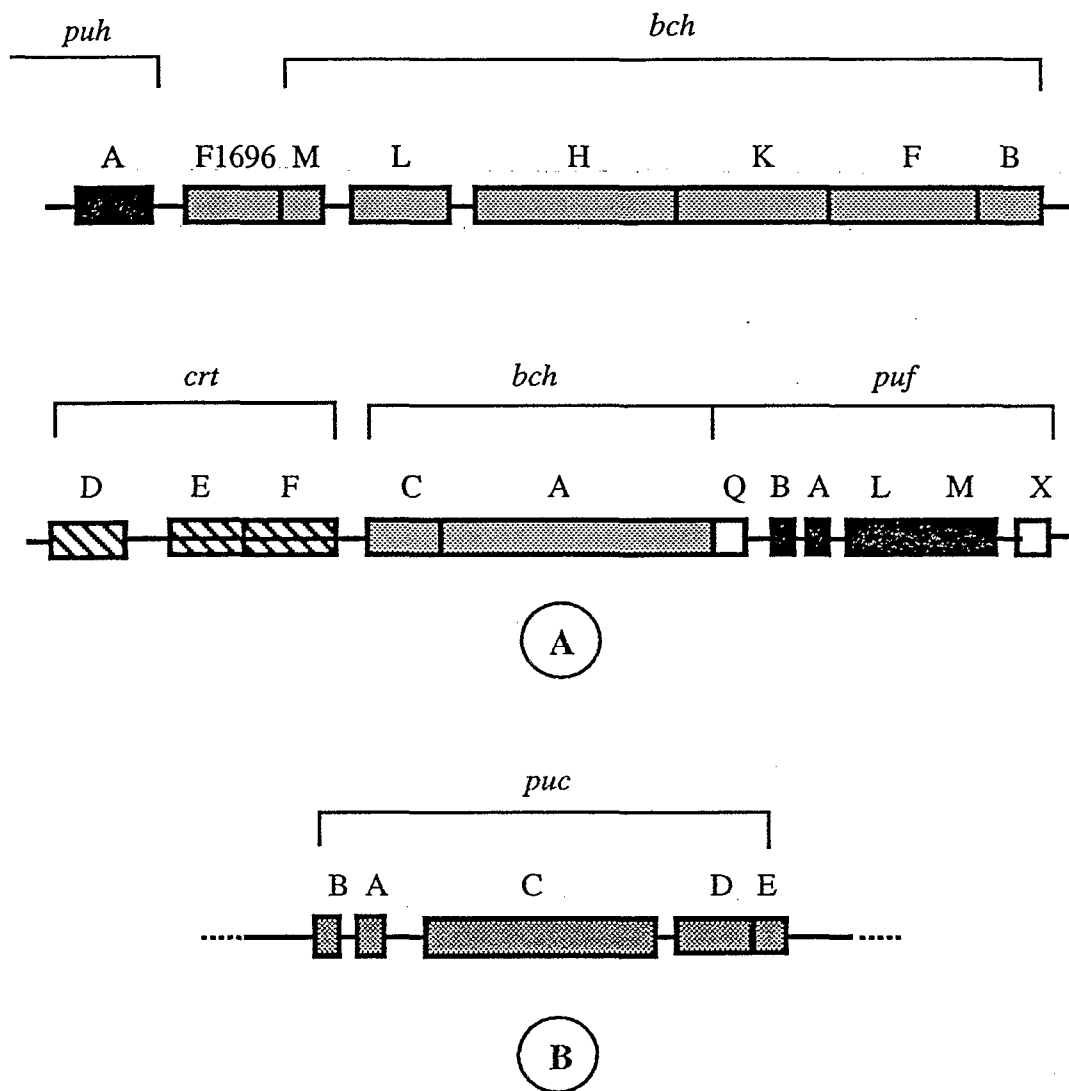 puh bch
A F1696 M L H K F B
crt bch puf
D E F C A Q B A L M X
A
puc
B A C D E
B